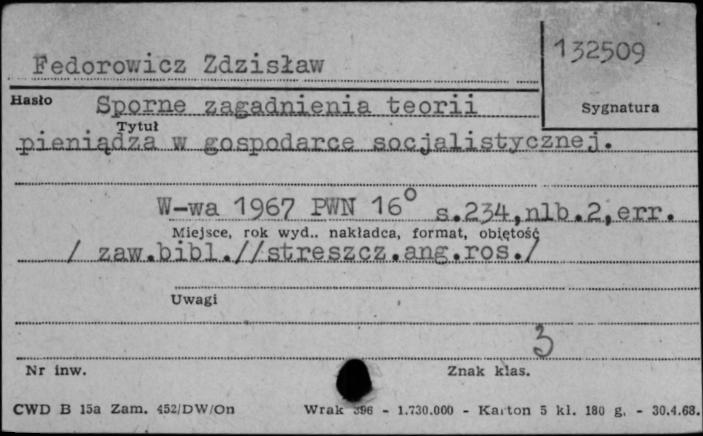 132509
Fedorowicz Zdzisław
Hasło
Sporne zagadnienia teorii
Sygnatura
Tytuł
pieniądza w gospodarce socjalistycznej.
W-wa 1967 PWN 16° s.234,nlb.2,err.
Miejsce, rok wyd.. nakładca, format, obiętość
/ zaw.bibl.//streszcz.ang.ros./
Uwagi
3
Nr inw.
Znak klas.
CWD B 15a Zam. 452/DW/On Wrak 396 - 1.730.000 - Karton 5 kl. 180 g. - 30.4.68.